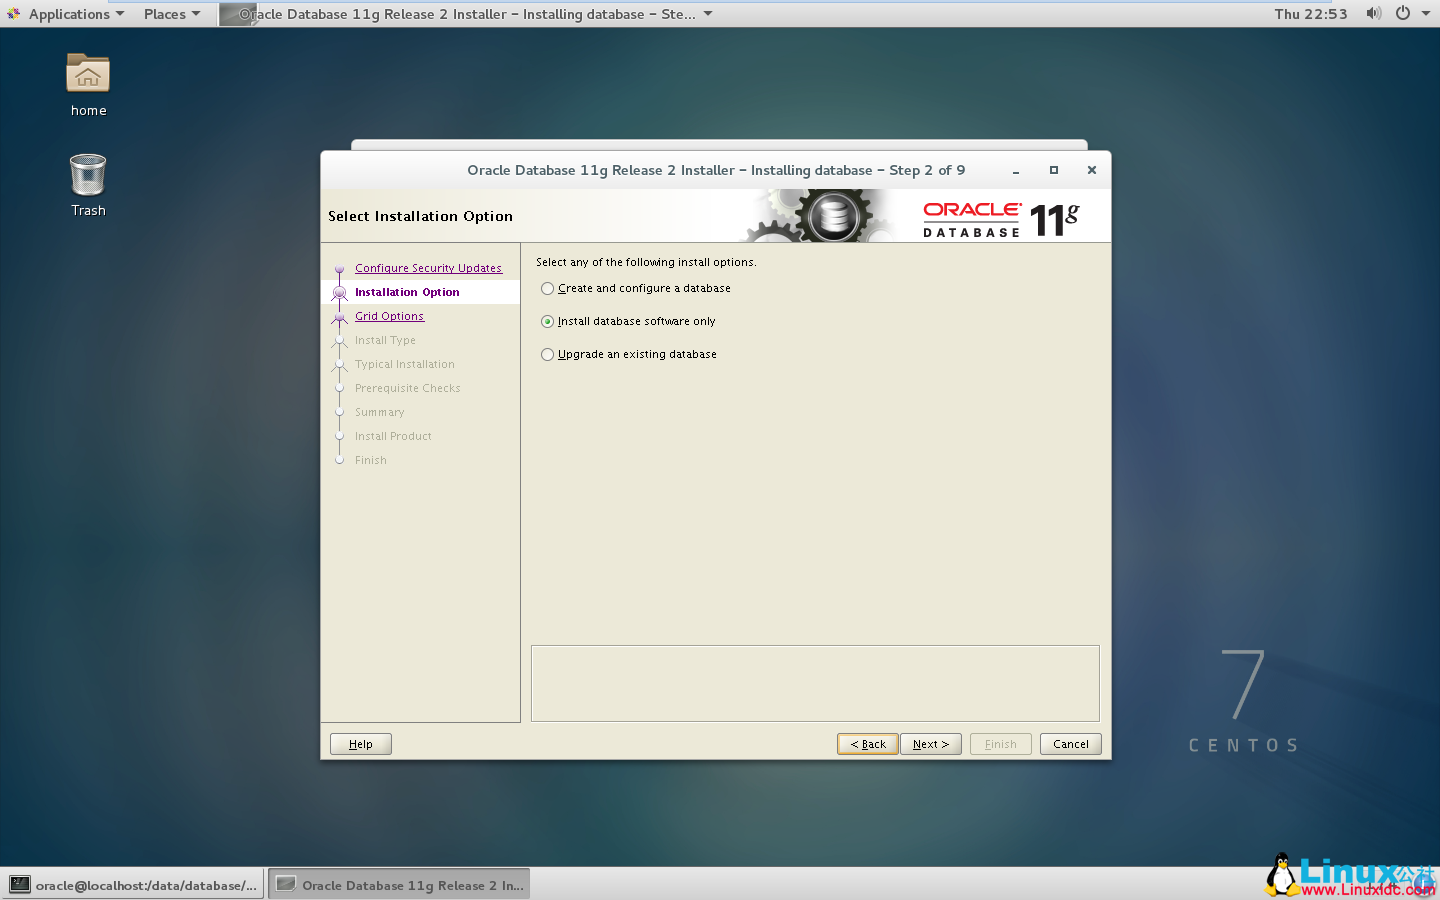 Applications Places Oracle Database 11g Release 2 Installer – Installing database – Ste... Thu 22:53
home
Trash
Oracle Database 11g Release 2 Installer – Installing database – Step 2 of 9
Select Installation Option
ORACLE
DATABASE
11g
Configure Security Updates
Installation Option
Grid Options
Install Type
Typical Installation
Prerequisite Checks
Summary
Install Product
Finish
Select any of the following install options.
Create and configure a database
Install database software only
Upgrade an existing database
Help
< Back
Next >
Finish
Cancel
7
CENTOS
oracle@localhost:/data/database/...
Oracle Database 11g Release 2 In...
Linux公社
www.Linuxidc.com